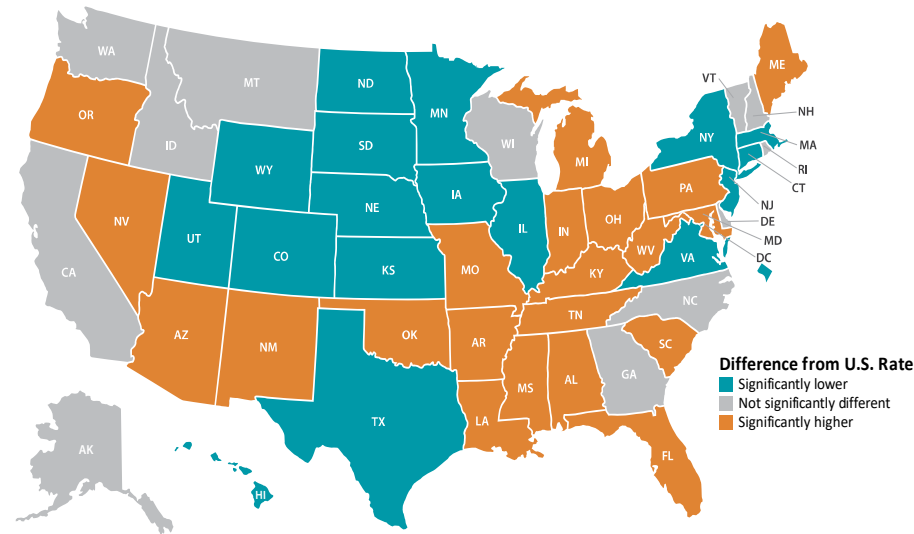 WA
MT
ND
MN
ME
VT
NH
OR
ID
SD
WI
MI
NY
MA
RI
CT
WY
IA
NE
PA
NJ
DE
MD
DC
NV
UT
CO
IL
IN
OH
WV
VA
CA
KS
MO
KY
NC
AZ
NM
OK
AR
TN
SC
MS
AL
GA
LA
TX
FL
AK
HI
Difference from U.S. Rate
Significantly lower
Not significantly different
Significantly higher